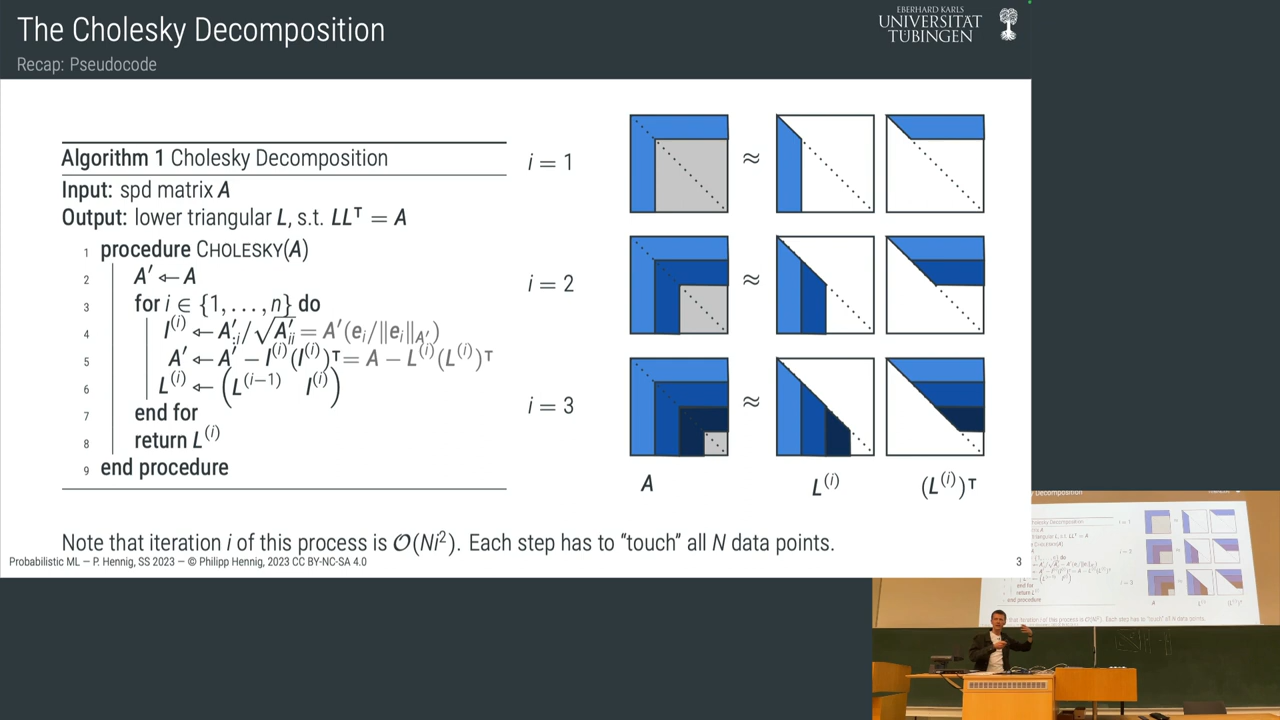 The Cholesky Decomposition
Recap: Pseudocode
EBERHARD KARLS
UNIVERSITÄT
TÜBINGEN
Algorithm 1 Cholesky Decomposition
Input: spd matrix A
Output: lower triangular L, s.t. LLᵀ = A
1 procedure CHOLESKY(A)
2 A′ ← A
3 for i ∈ {1, . . . , n} do
4 l⁽ⁱ⁾ ← A′:i/√A′ii = A′(ei/‖ei‖A′)
5 A′ ← A′ − l⁽ⁱ⁾(l⁽ⁱ⁾)ᵀ = A − L⁽ⁱ⁾(L⁽ⁱ⁾)ᵀ
6 L⁽ⁱ⁾ ← (L⁽ⁱ⁻¹⁾ l⁽ⁱ⁾)
7 end for
8 return L⁽ⁱ⁾
9 end procedure
i = 1
≈
i = 2
≈
i = 3
≈
A L⁽ⁱ⁾ (L⁽ⁱ⁾)ᵀ
Note that iteration i of this process is O(Ni²). Each step has to “touch” all N data points.
Probabilistic ML — P. Hennig, SS 2023 — © Philipp Hennig, 2023 CC BY-NC-SA 4.0
3